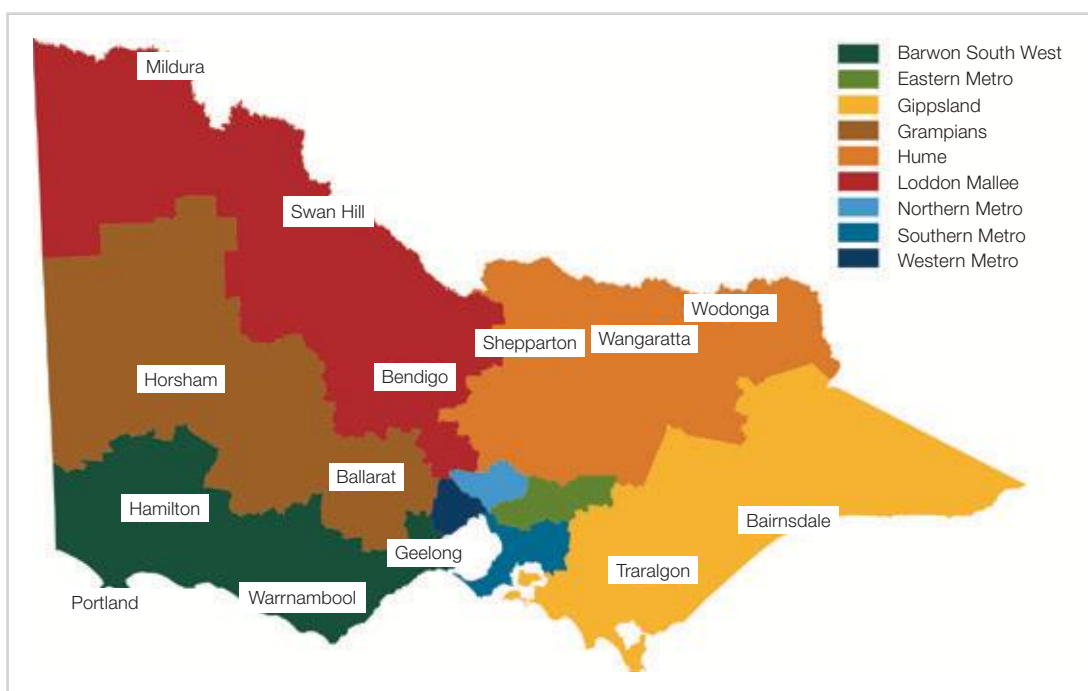 Mildura
Swan Hill
Shepparton
Wangaratta
Wodonga
Bendigo
Horsham
Ballarat
Hamilton
Geelong
Bairnsdale
Traralgon
Warrnambool
Portland
Barwon South West
Eastern Metro
Gippsland
Grampians
Hume
Loddon Mallee
Northern Metro
Southern Metro
Western Metro